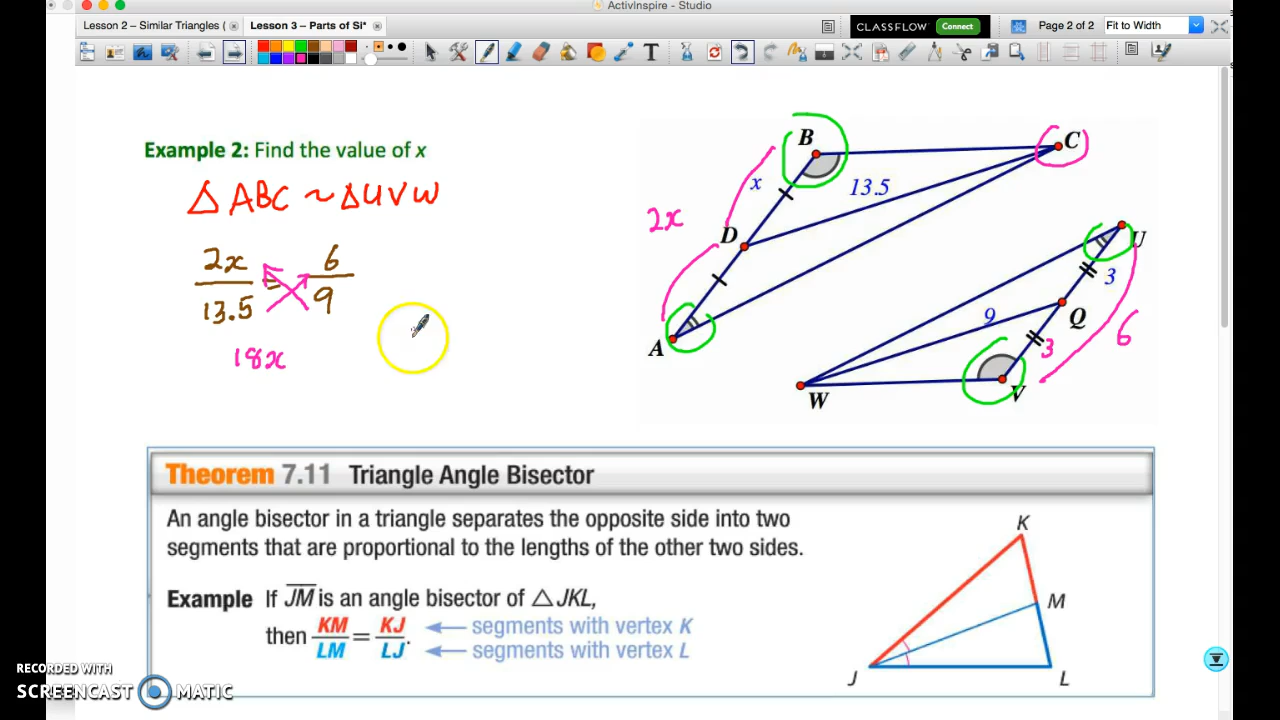 ActivInspire - Studio
Lesson 2 – Similar Triangles (
Lesson 3 – Parts of Si*
CLASSFLOW Connect
Page 2 of 2
Fit to Width
Example 2: Find the value of x
△ ABC ~ △UVW
2x
13.5
=
6
9
18x
B
C
x
13.5
2x
D
A
U
3
9
Q
3
6
W
V
Theorem 7.11 Triangle Angle Bisector
An angle bisector in a triangle separates the opposite side into two
segments that are proportional to the lengths of the other two sides.
Example If JM is an angle bisector of △JKL,
then KM/LM = KJ/LJ.
segments with vertex K
segments with vertex L
K
M
J
L
RECORDED WITH
SCREENCAST MATIC